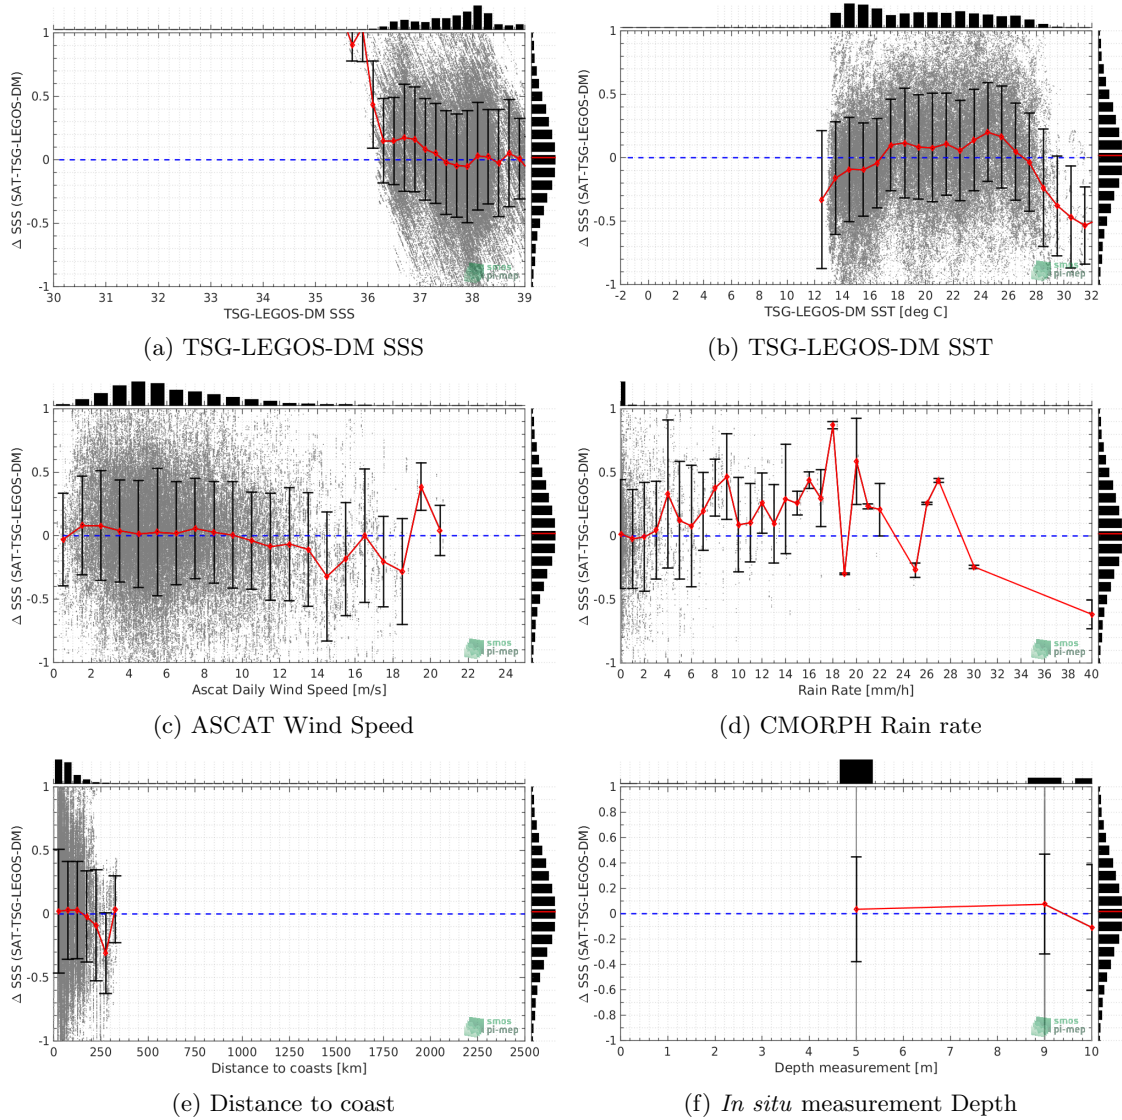 1
0.5
0
-0.5
-1
Δ SSS (SAT-TSG-LEGOS-DM)
smos
pi-mep
30 31 32 33 34 35 36 37 38 39
TSG-LEGOS-DM SSS
(a) TSG-LEGOS-DM SSS
1
0.5
0
-0.5
-1
Δ SSS (SAT-TSG-LEGOS-DM)
smos
pi-mep
-2 0 2 4 6 8 10 12 14 16 18 20 22 24 26 28 30 32
TSG-LEGOS-DM SST [deg C]
(b) TSG-LEGOS-DM SST
1
0.5
0
-0.5
-1
Δ SSS (SAT-TSG-LEGOS-DM)
smos
pi-mep
0 2 4 6 8 10 12 14 16 18 20 22 24
Ascat Daily Wind Speed [m/s]
(c) ASCAT Wind Speed
1
0.5
0
-0.5
-1
Δ SSS (SAT-TSG-LEGOS-DM)
smos
pi-mep
0 2 4 6 8 10 12 14 16 18 20 22 24 26 28 30 32 34 36 38 40
Rain Rate [mm/h]
(d) CMORPH Rain rate
1
0.5
0
-0.5
-1
Δ SSS (SAT-TSG-LEGOS-DM)
smos
pi-mep
0 250 500 750 1000 1250 1500 1750 2000 2250 2500
Distance to coasts [km]
(e) Distance to coast
1
0.8
0.6
0.4
0.2
0
-0.2
-0.4
-0.6
-0.8
-1
Δ SSS (SAT-TSG-LEGOS-DM)
smos
pi-mep
0 1 2 3 4 5 6 7 8 9 10
Depth measurement [m]
(f) In situ measurement Depth